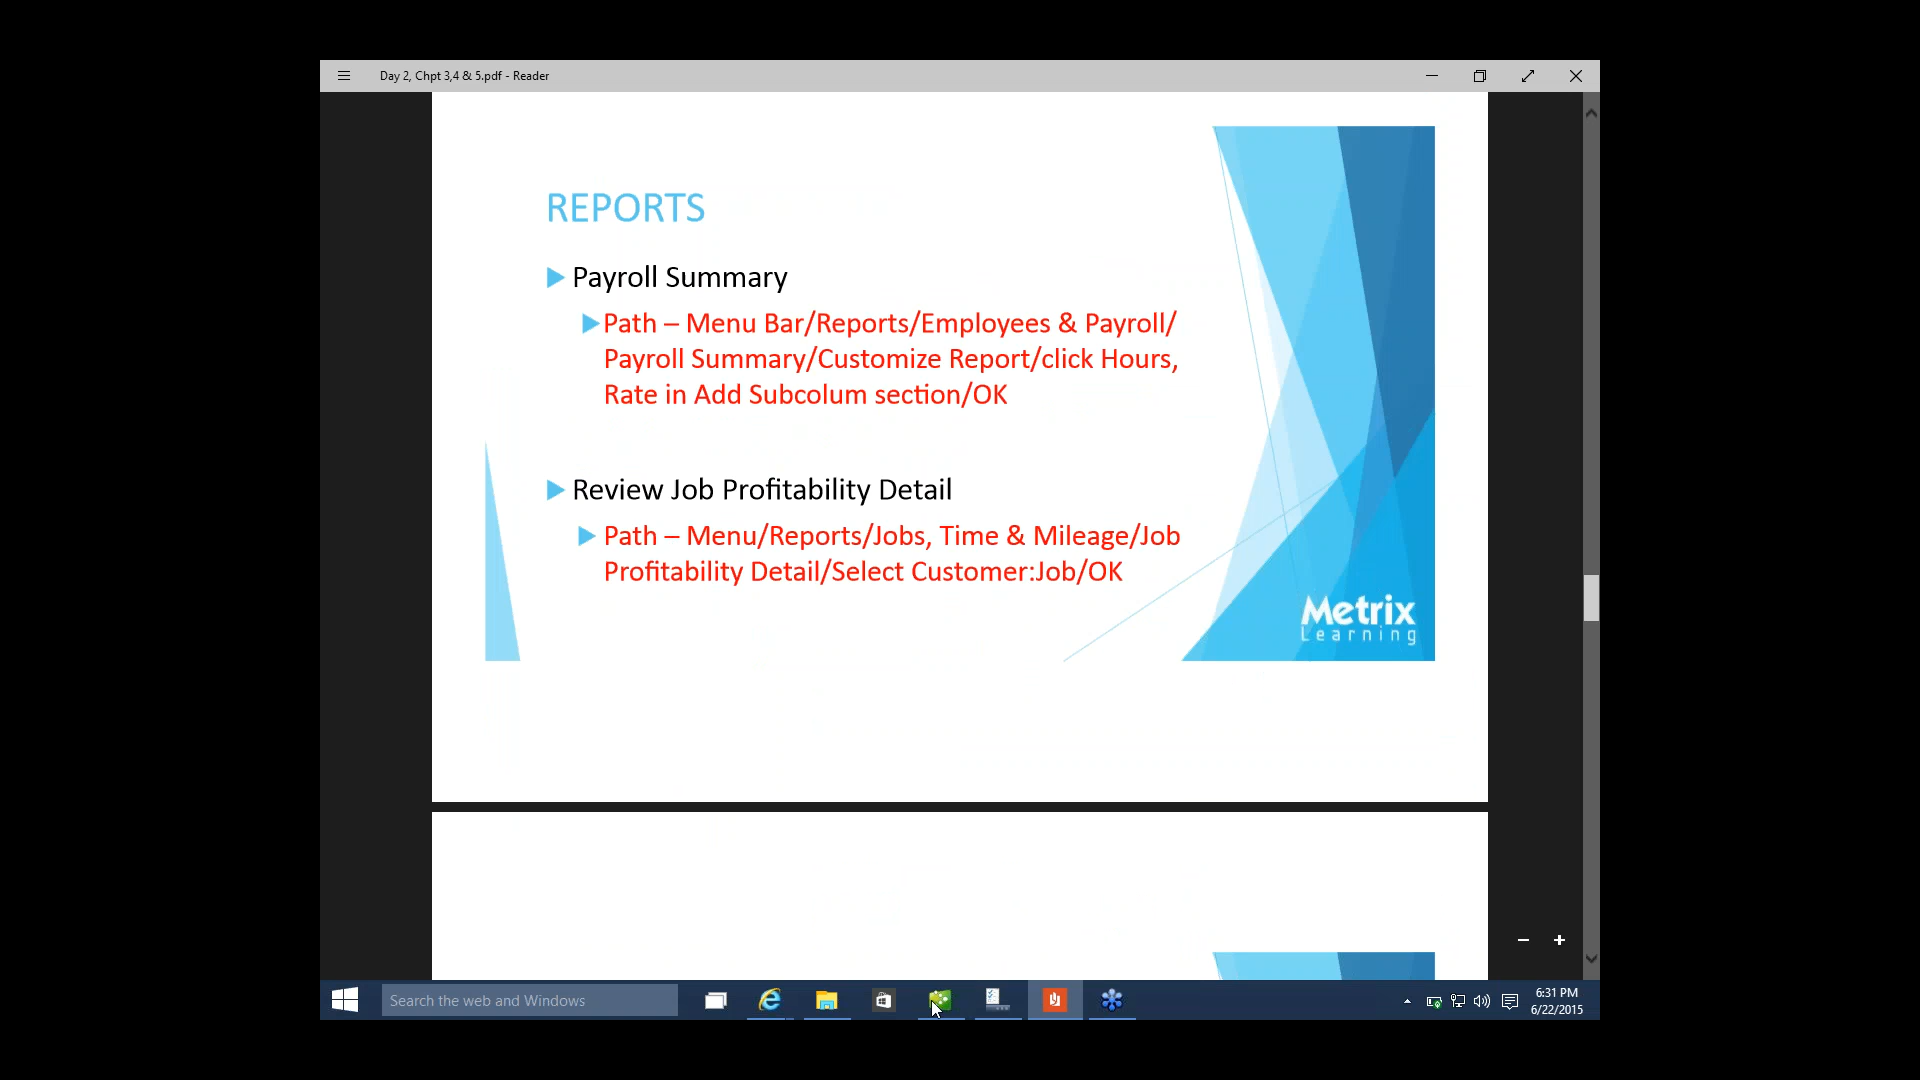 Day 2, Chpt 3,4 & 5.pdf - Reader
REPORTS
Payroll Summary
Path – Menu Bar/Reports/Employees & Payroll/
Payroll Summary/Customize Report/click Hours,
Rate in Add Subcolum section/OK
Review Job Profitability Detail
Path – Menu/Reports/Jobs, Time & Mileage/Job
Profitability Detail/Select Customer:Job/OK
Metrix
Learning
Search the web and Windows
6:31 PM
6/22/2015